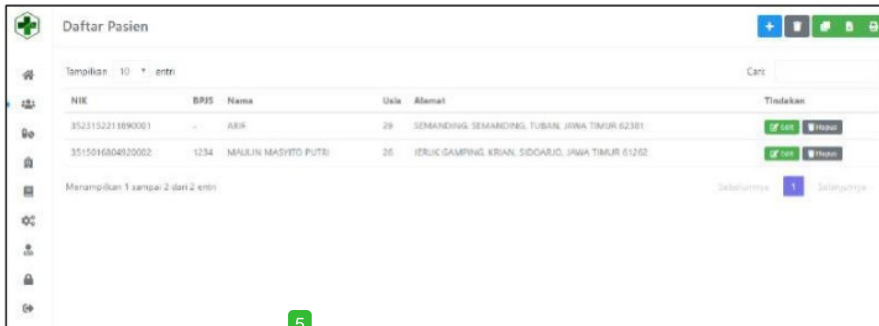 Daftar Pasien
Tampilkan 10 entri
Cari:
NIK BPJS Nama Usia Alamat Tindakan
3523152211890001 - ARIF 29 SEMANDING, SEMANDING, TUBAN, JAWA TIMUR 62381 Edit Hapus
3515016804920002 1234 MAULIN MASYITO PUTRI 26 JERUK GAMPING, KRIAN, SIDOARJO, JAWA TIMUR 61262 Edit Hapus
Menampilkan 1 sampai 2 dari 2 entri
Sebelumnya 1 Selanjutnya
5